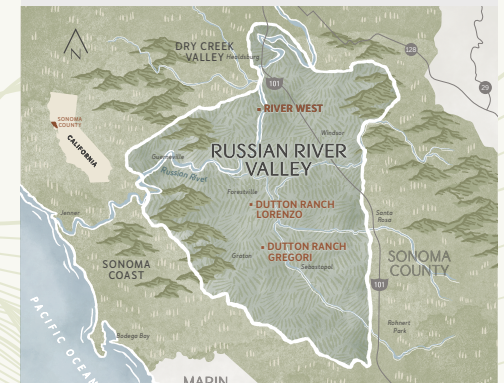 DRY CREEK
VALLEY
Healdsburg
128
101
29
RIVER WEST
SONOMA
COUNTY
CALIFORNIA
Windsor
RUSSIAN RIVER
VALLEY
Guerneville
Russian River
Forestville
DUTTON RANCH
LORENZO
Jenner
Santa
Rosa
DUTTON RANCH
GREGORI
Graton
Sebastopol
SONOMA
COAST
SONOMA
COUNTY
101
PACIFIC OCEAN
Rohnert
Park
Bodega Bay
MARIN